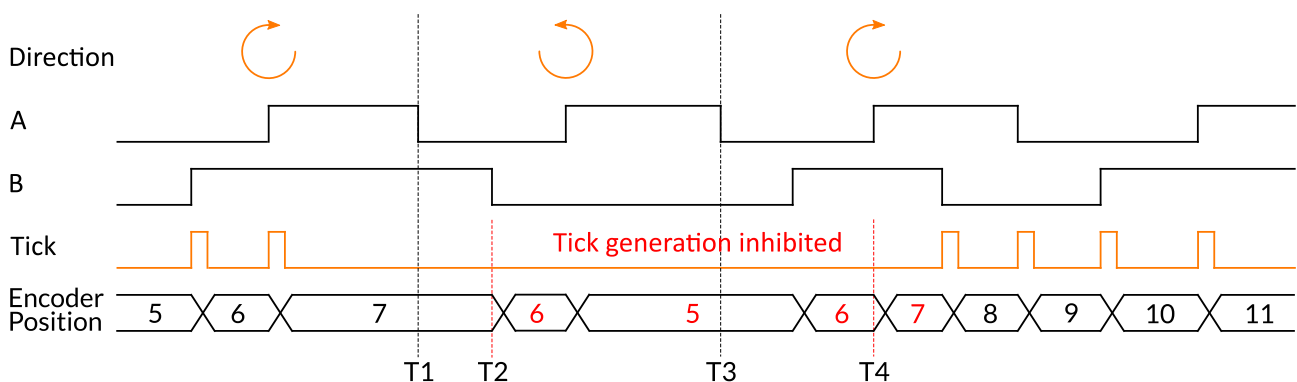 Direction
A
B
Tick
Tick generation inhibited
Encoder
Position
5 6 7 6 5 6 7 8 9 10 11
T1 T2 T3 T4